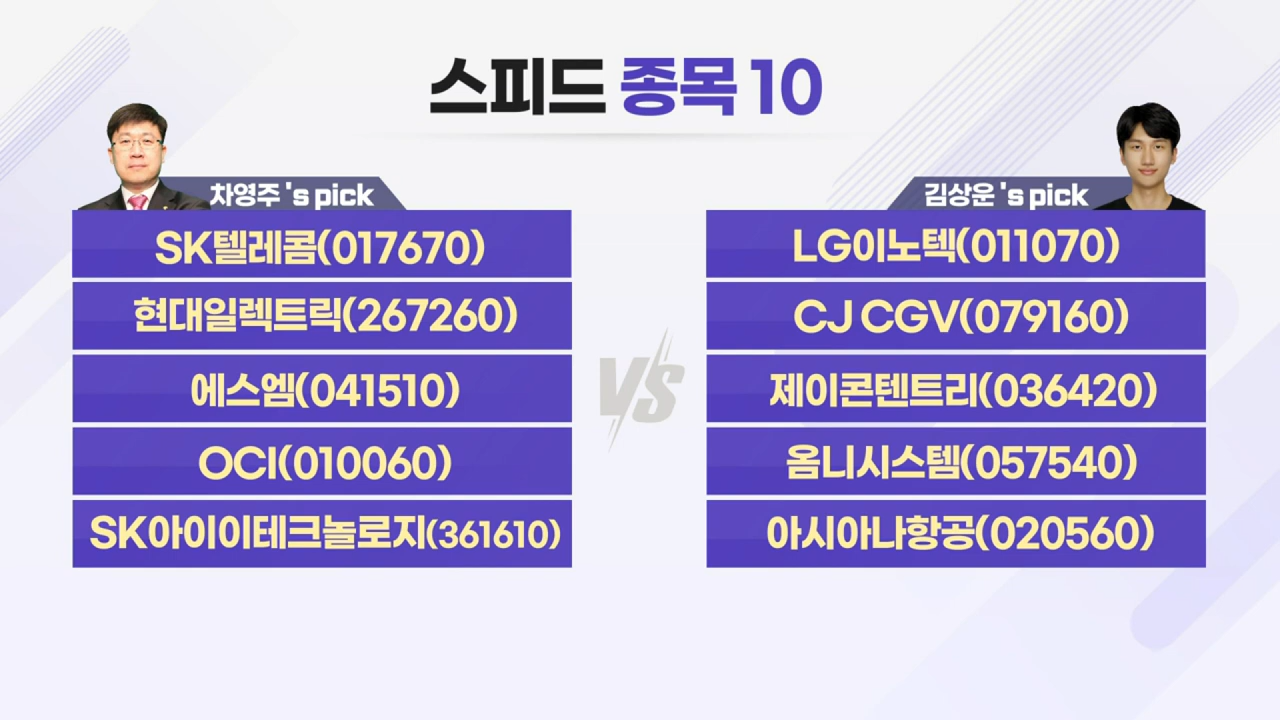 스피드 종목 10
차영주 's pick
SK텔레콤(017670)
현대일렉트릭(267260)
에스엠(041510)
OCI(010060)
SK아이이테크놀로지(361610)
VS
김상운 's pick
LG이노텍(011070)
CJ CGV(079160)
제이콘텐트리(036420)
옴니시스템(057540)
아시아나항공(020560)